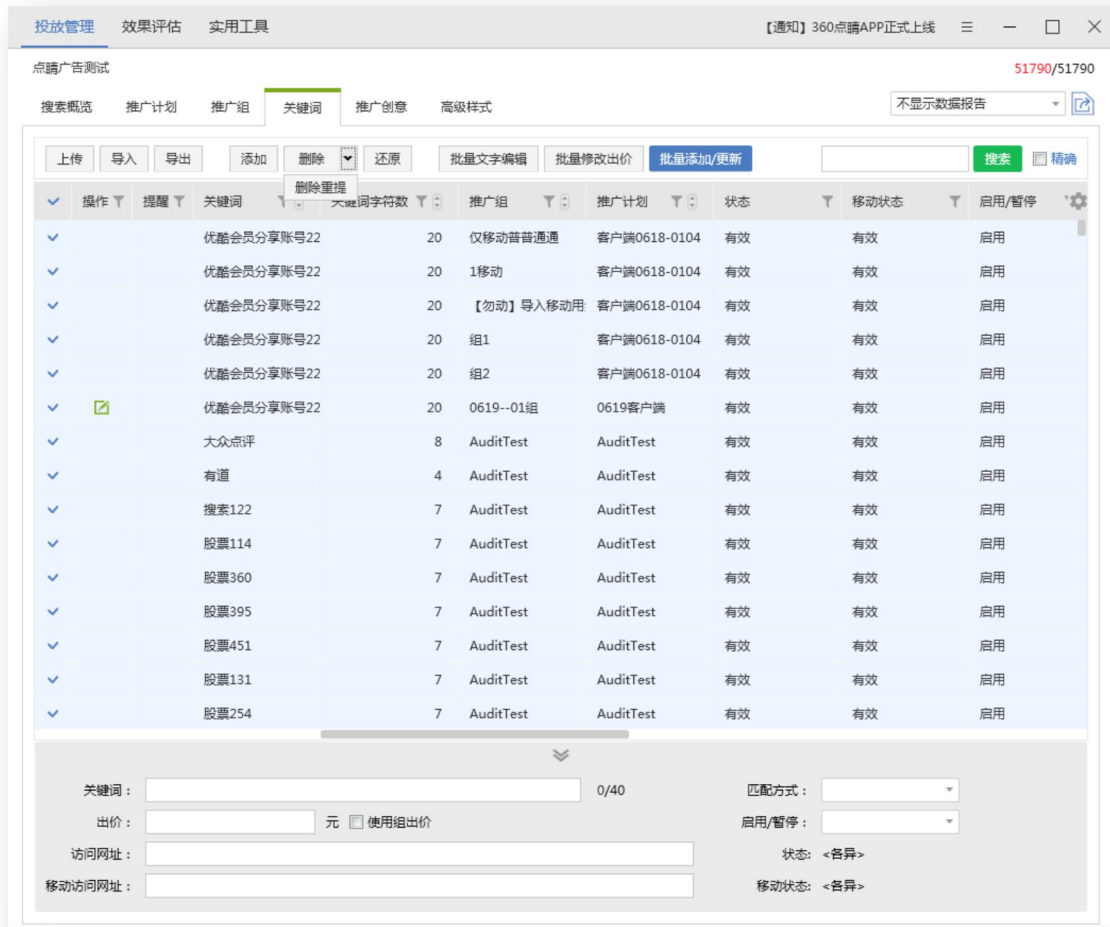 投放管理 效果评估 实用工具 【通知】360点睛APP正式上线
点睛广告测试 51790/51790
搜索概览 推广计划 推广组 关键词 推广创意 高级样式 不显示数据报告
上传 导入 导出 添加 删除 还原 批量文字编辑 批量修改出价 批量添加/更新 搜索 精确
删除重提
操作 提醒 关键词 关键词字符数 推广组 推广计划 状态 移动状态 启用/暂停
优酷会员分享账号22 20 仅移动普普通通 客户端0618-0104 有效 有效 启用
优酷会员分享账号22 20 1移动 客户端0618-0104 有效 有效 启用
优酷会员分享账号22 20 【勿动】导入移动用 客户端0618-0104 有效 有效 启用
优酷会员分享账号22 20 组1 客户端0618-0104 有效 有效 启用
优酷会员分享账号22 20 组2 客户端0618-0104 有效 有效 启用
优酷会员分享账号22 20 0619--01组 0619客户端 有效 有效 启用
大众点评 8 AuditTest AuditTest 有效 有效 启用
有道 4 AuditTest AuditTest 有效 有效 启用
搜索122 7 AuditTest AuditTest 有效 有效 启用
股票114 7 AuditTest AuditTest 有效 有效 启用
股票360 7 AuditTest AuditTest 有效 有效 启用
股票395 7 AuditTest AuditTest 有效 有效 启用
股票451 7 AuditTest AuditTest 有效 有效 启用
股票131 7 AuditTest AuditTest 有效 有效 启用
股票254 7 AuditTest AuditTest 有效 有效 启用
关键词： 0/40 匹配方式：
出价： 元 使用组出价 启用/暂停：
访问网址： 状态: <各异>
移动访问网址： 移动状态: <各异>